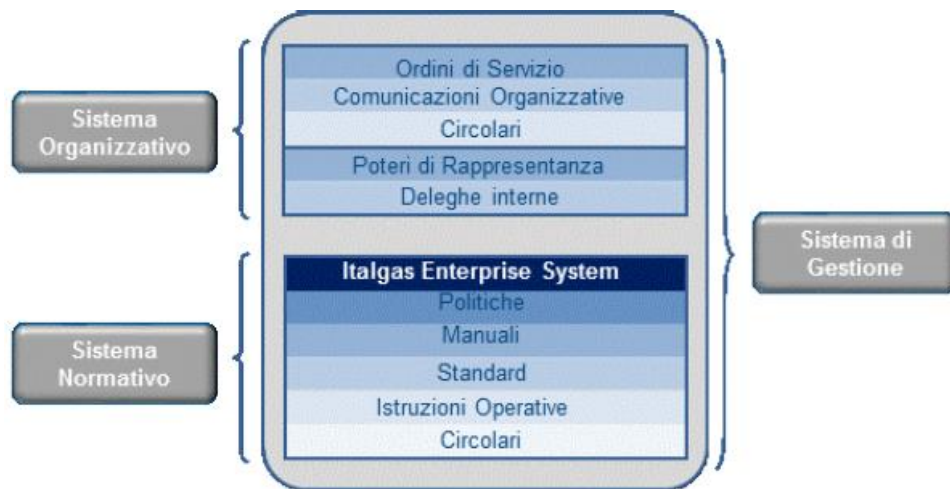 Sistema
Organizzativo
Ordini di Servizio
Comunicazioni Organizzative
Circolari
Poteri di Rappresentanza
Deleghe interne
Sistema
Normativo
Italgas Enterprise System
Politiche
Manuali
Standard
Istruzioni Operative
Circolari
Sistema di
Gestione